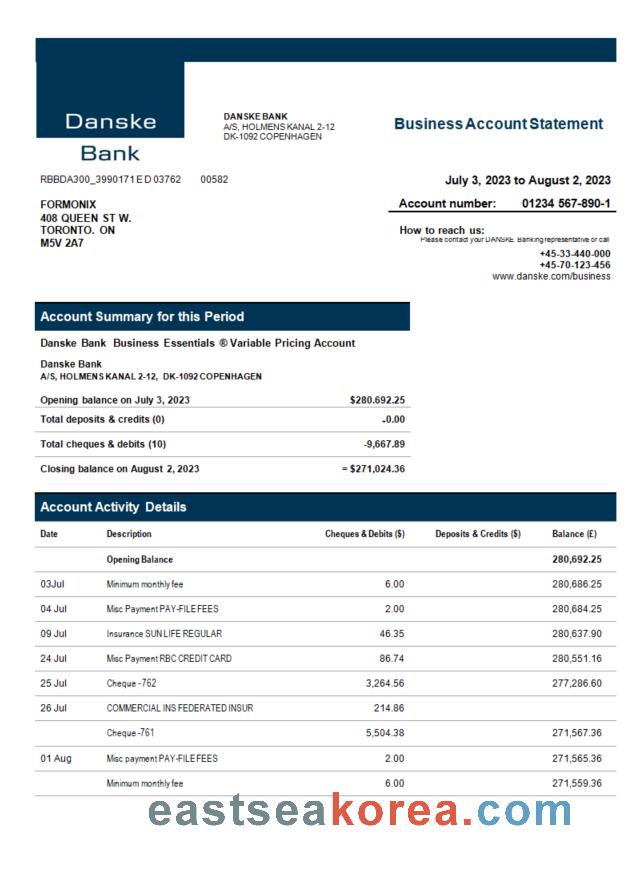 Danske
Bank
DANSKE BANK
A/S, HOLMENS KANAL 2-12
DK-1092 COPENHAGEN
Business Account Statement
RBBDA300_3990171 E D 03762 00582
July 3, 2023 to August 2, 2023
FORMONIX
408 QUEEN ST W.
TORONTO. ON
M5V 2A7
Account number: 01234 567-890-1
How to reach us:
Please contact your DANSKE Banking representative or call
+45-33-440-000
+45-70-123-456
www.danske.com/business
Account Summary for this Period
Danske Bank Business Essentials ® Variable Pricing Account
Danske Bank
A/S, HOLMENS KANAL 2-12, DK-1092 COPENHAGEN
Opening balance on July 3, 2023 $280.692.25
Total deposits & credits (0) -0.00
Total cheques & debits (10) -9,667.89
Closing balance on August 2, 2023 = $271,024.36
Account Activity Details
Date Description Cheques & Debits ($) Deposits & Credits ($) Balance (£)
Opening Balance 280,692.25
03Jul Minimum monthly fee 6.00 280,686.25
04 Jul Misc Payment PAY-FILE FEES 2.00 280,684.25
09 Jul Insurance SUN LIFE REGULAR 46.35 280,637.90
24 Jul Misc Payment RBC CREDIT CARD 86.74 280,551.16
25 Jul Cheque -762 3,264.56 277,286.60
26 Jul COMMERCIAL INS FEDERATED INSUR 214.86
Cheque -761 5,504.38 271,567.36
01 Aug Misc payment PAY-FILE FEES 2.00 271,565.36
Minimum monthly fee 6.00 271,559.36
eastseakorea.com